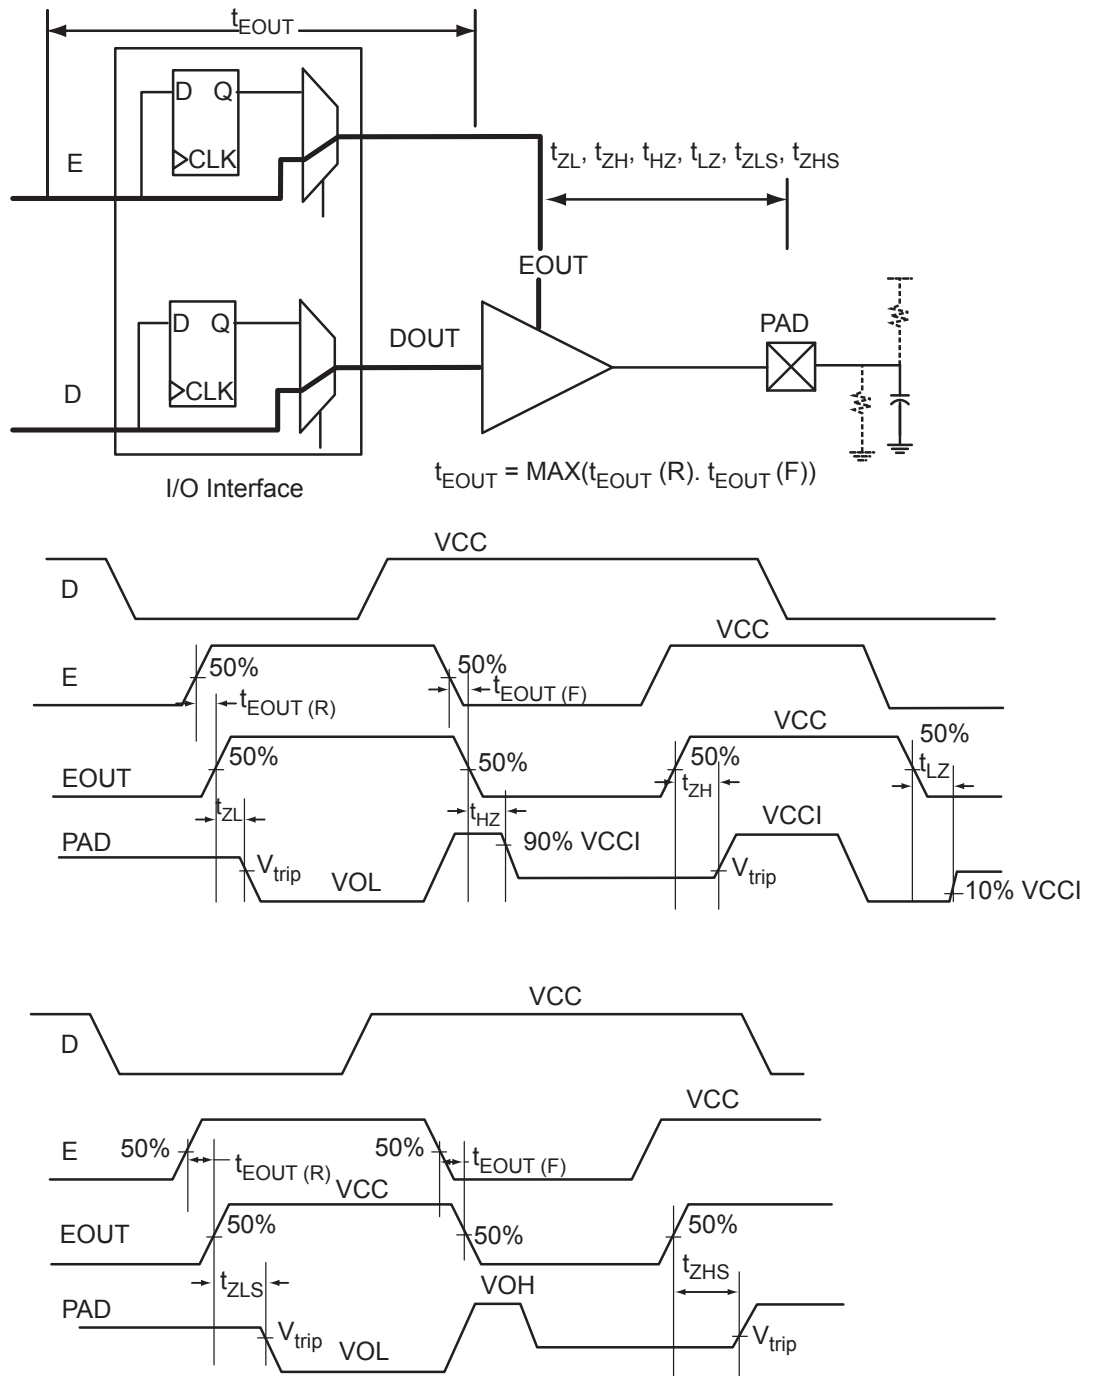 tEOUT
D Q
CLK
E
tZL, tZH, tHZ, tLZ, tZLS, tZHS
EOUT
D Q
CLK
D
DOUT
PAD
I/O Interface
tEOUT = MAX(tEOUT (R). tEOUT (F))
VCC
D
VCC
E
50%
50%
tEOUT (R)
tEOUT (F)
VCC
50%
EOUT
50%
50%
50%
tZL
tHZ
tZH
tLZ
PAD
VCCI
90% VCCI
Vtrip
VOL
Vtrip
10% VCCI
VCC
D
VCC
E
50%
50%
tEOUT (R)
tEOUT (F)
VCC
EOUT
50%
50%
50%
tZLS
VOH
tZHS
PAD
Vtrip
VOL
Vtrip